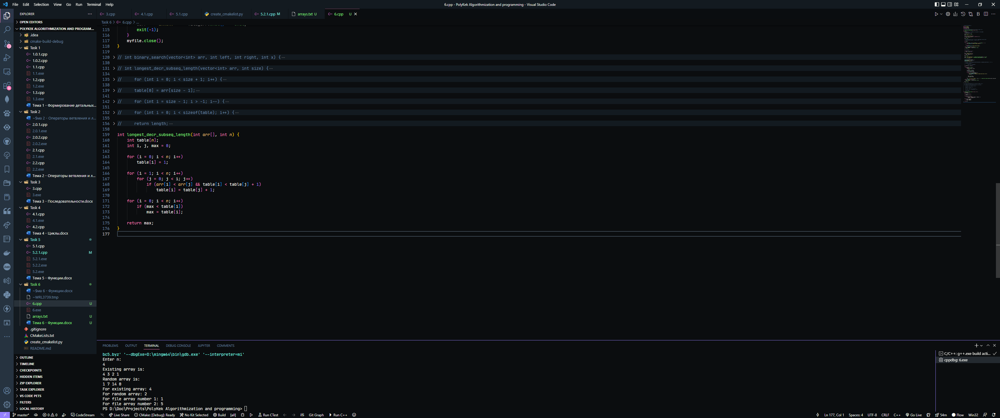 File Edit Selection View Go Run Terminal Help
6.cpp - PolyKek Algorithmization and programming - Visual Studio Code
EXPLORER
3.cpp 4.1.cpp 5.1.cpp create_cmakelist.py 5.2.1.cpp M arrays.txt U 6.cpp U
OPEN EDITORS
POLYKEK ALGORITHMIZATION AND PROGRAM...
.idea
cmake-build-debug
Task 1
1.0.1.cpp
1.0.2.cpp
1.1.cpp
1.1.exe
1.2.cpp
1.2.exe
1.3.cpp
1.3.exe
Тема 1 - Формирование детальных...
Task 2
~$ма 2 - Операторы ветвления и л...
2.0.1.cpp
2.0.1.exe
2.0.2.cpp
2.0.2.exe
2.1.cpp
2.1.exe
2.2.cpp
2.2.exe
Тема 2 - Операторы ветвления и л...
Task 3
3.cpp
3.exe
Тема 3 - Последовательности.docx
Task 4
4.1.cpp
4.1.exe
4.2.cpp
Тема 4 - Циклы.docx
Task 5
5.1.cpp
5.2.1.cpp M
5.2.1.exe
5.2.2.exe
5.2.exe
Тема 5 - Функции.docx
Task 6
~$ма 6 - Функции.docx
~WRL3739.tmp
6.cpp U
6.exe
arrays.txt U
Тема 6 - Функции.docx U
.gitignore
CMakeLists.txt
create_cmakelist.py
README.md
OUTLINE
TIMELINE
CHECKPOINTS
HIDDEN ITEMS
ZIP EXPLORER
TASK EXPLORER
VS CODE PETS
FILTERS
LOCAL HISTORY
Task 6 > 6.cpp > ...
115 exit(-1);
116 }
117 myfile.close();
118 }
119
120 // int binary_search(vector<int> arr, int left, int right, int x) {···
130
131 // int longest_decr_subseq_length(vector<int> arr, int size) {···
134
135 // for (int i = 0; i < size + 1; i++) {···
138
139 // table[0] = arr[size - 1];···
141
142 // for (int i = size - 1; i > -1; i--) {···
151
152 // for (int i = 0; i < sizeof(table); i++) {···
155
156 // return length;···
158
159 int longest_decr_subseq_length(int arr[], int n) {
160 int table[n];
161 int i, j, max = 0;
162
163 for (i = 0; i < n; i++)
164 table[i] = 1;
165
166 for (i = 1; i < n; i++)
167 for (j = 0; j < i; j++)
168 if (arr[i] < arr[j] && table[i] < table[j] + 1)
169 table[i] = table[j] + 1;
170
171 for (i = 0; i < n; i++)
172 if (max < table[i])
173 max = table[i];
174
175 return max;
176 }
177
PROBLEMS OUTPUT TERMINAL DEBUG CONSOLE JUPYTER COMMENTS
bc5.byz' '--dbgExe=D:\mingw64\bin\gdb.exe' '--interpreter=mi'
Enter n:
4
Existing array is:
4 3 2 1
Random array is:
1 7 14 0
For existing array: 4
For random array: 2
For file array number 1: 1
For file array number 2: 5
PS D:\Doc\Projects\PolyKek Algorithmization and programming>
C/C++: g++.exe build acti...
cppdbg: 6.exe
master* 0 0 CodeStream Live Share CMake: [Debug]: Ready No Kit Selected Build [all] Run CTest Git Graph Run C++ Ln 177, Col 1 Spaces: 4 UTF-8 CRLF C++ Go Live 54m Flow Win32